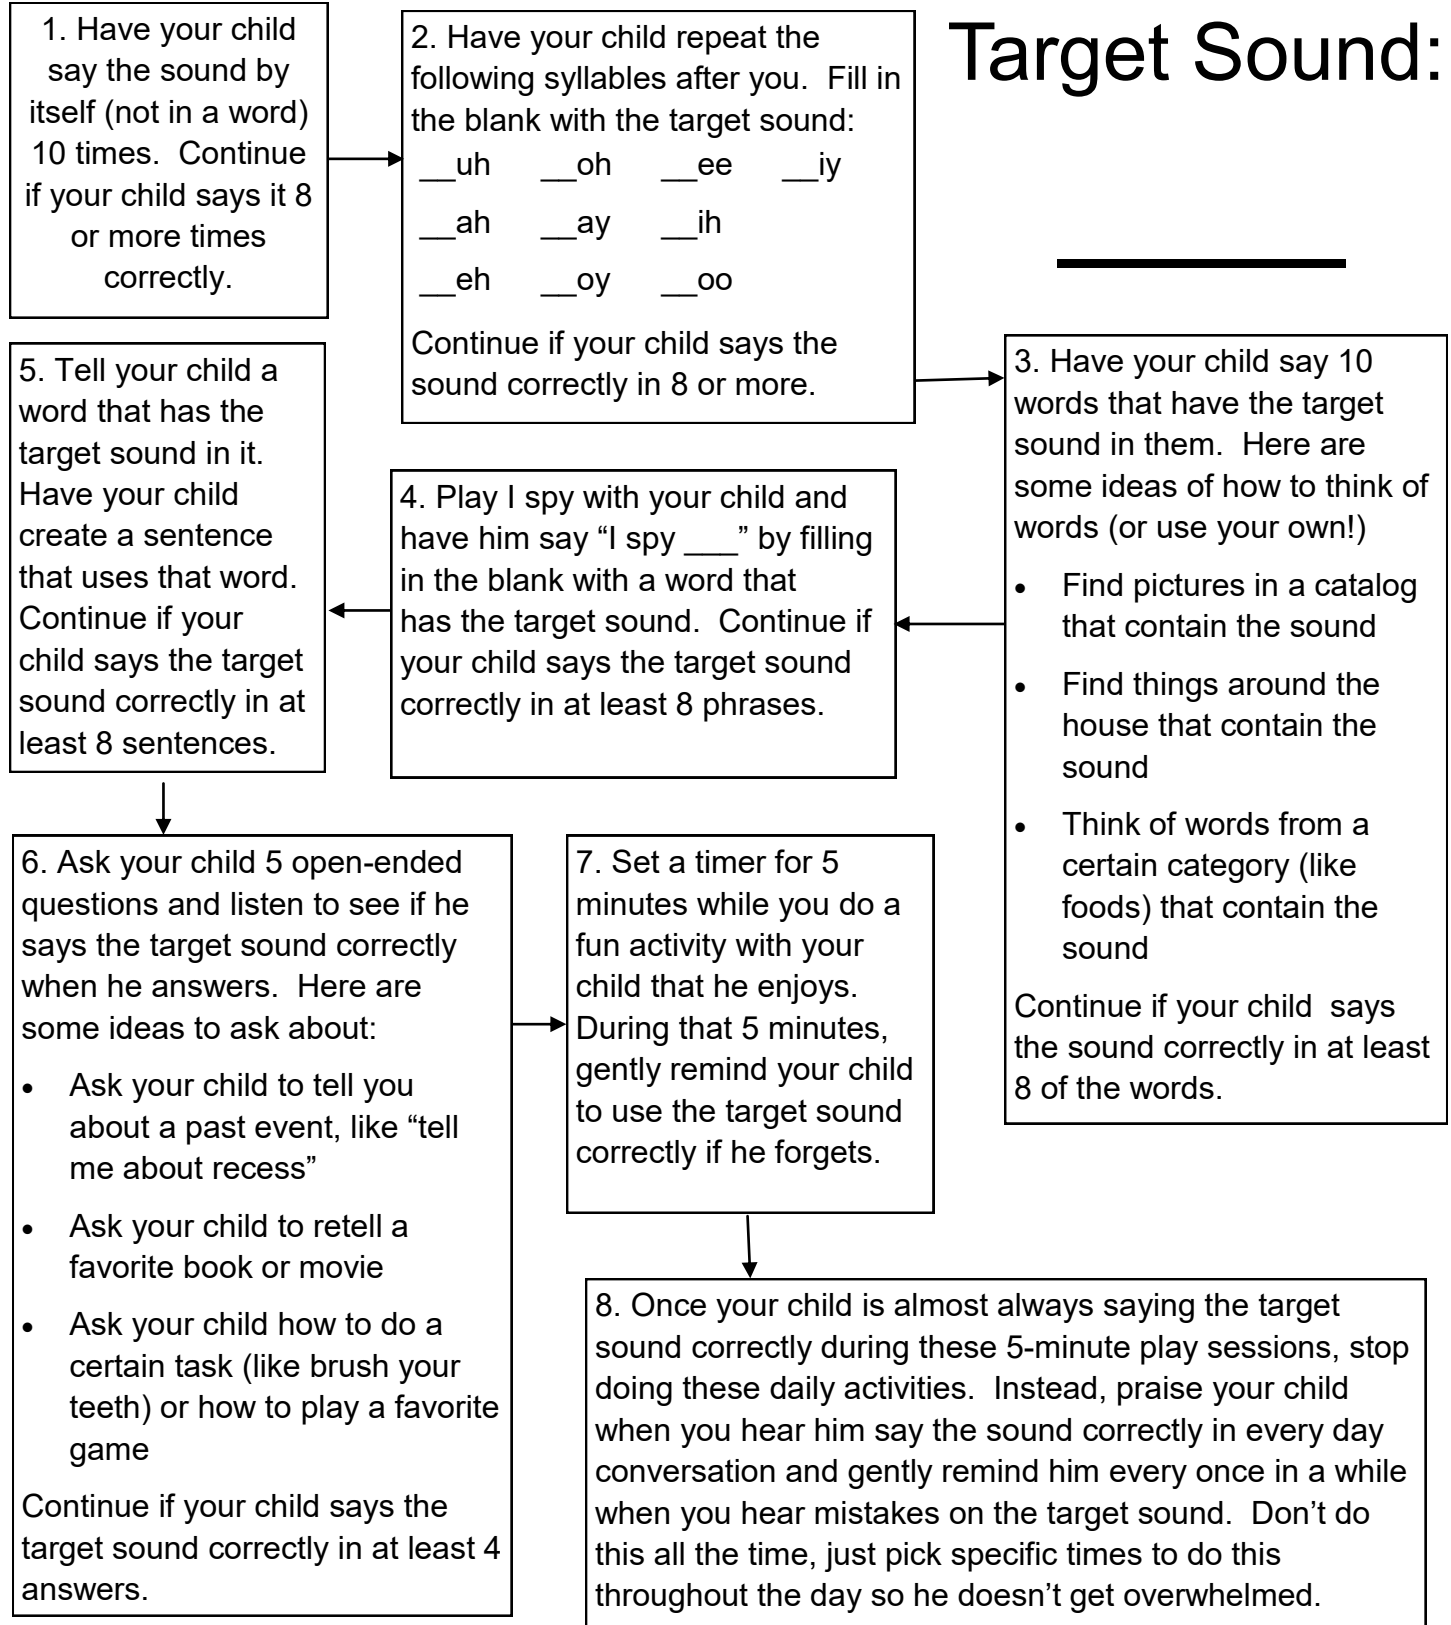 Target Sound:
1. Have your child
say the sound by
itself (not in a word)
10 times.  Continue
if your child says it 8
or more times
correctly.
2. Have your child repeat the
following syllables after you.  Fill in
the blank with the target sound:
__uh __oh __ee __iy
__ah __ay __ih
__eh __oy __oo
Continue if your child says the
sound correctly in 8 or more.
3. Have your child say 10
words that have the target
sound in them.  Here are
some ideas of how to think of
words (or use your own!)
• Find pictures in a catalog
that contain the sound
• Find things around the
house that contain the
sound
• Think of words from a
certain category (like
foods) that contain the
sound
Continue if your child  says
the sound correctly in at least
8 of the words.
4. Play I spy with your child and
have him say “I spy ___” by filling
in the blank with a word that
has the target sound.  Continue if
your child says the target sound
correctly in at least 8 phrases.
5. Tell your child a
word that has the
target sound in it.
Have your child
create a sentence
that uses that word.
Continue if your
child says the target
sound correctly in at
least 8 sentences.
6. Ask your child 5 open-ended
questions and listen to see if he
says the target sound correctly
when he answers.  Here are
some ideas to ask about:
• Ask your child to tell you
about a past event, like “tell
me about recess”
• Ask your child to retell a
favorite book or movie
• Ask your child how to do a
certain task (like brush your
teeth) or how to play a favorite
game
Continue if your child says the
target sound correctly in at least 4
answers.
7. Set a timer for 5
minutes while you do a
fun activity with your
child that he enjoys.
During that 5 minutes,
gently remind your child
to use the target sound
correctly if he forgets.
8. Once your child is almost always saying the target
sound correctly during these 5-minute play sessions, stop
doing these daily activities.  Instead, praise your child
when you hear him say the sound correctly in every day
conversation and gently remind him every once in a while
when you hear mistakes on the target sound.  Don’t do
this all the time, just pick specific times to do this
throughout the day so he doesn’t get overwhelmed.